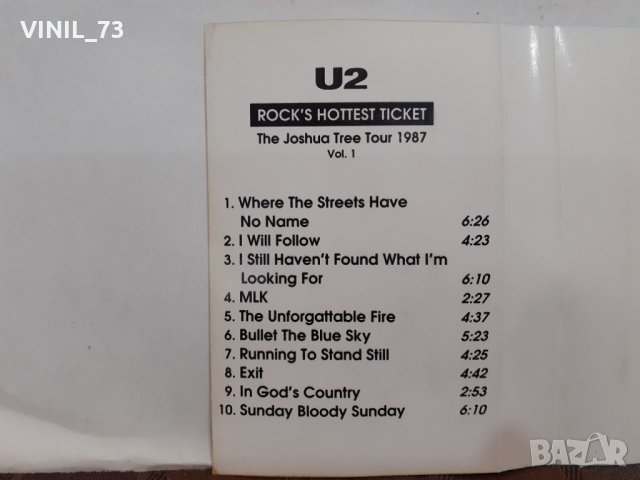 VINIL_73
U2
ROCK'S HOTTEST TICKET
The Joshua Tree Tour 1987
Vol. 1
1. Where The Streets Have
No Name 6:26
2. I Will Follow 4:23
3. I Still Haven't Found What I'm
Looking For 6:10
4. MLK 2:27
5. The Unforgattable Fire 4:37
6. Bullet The Blue Sky 5:23
7. Running To Stand Still 4:25
8. Exit 4:42
9. In God's Country 2:53
10. Sunday Bloody Sunday 6:10
BAZAR
bg